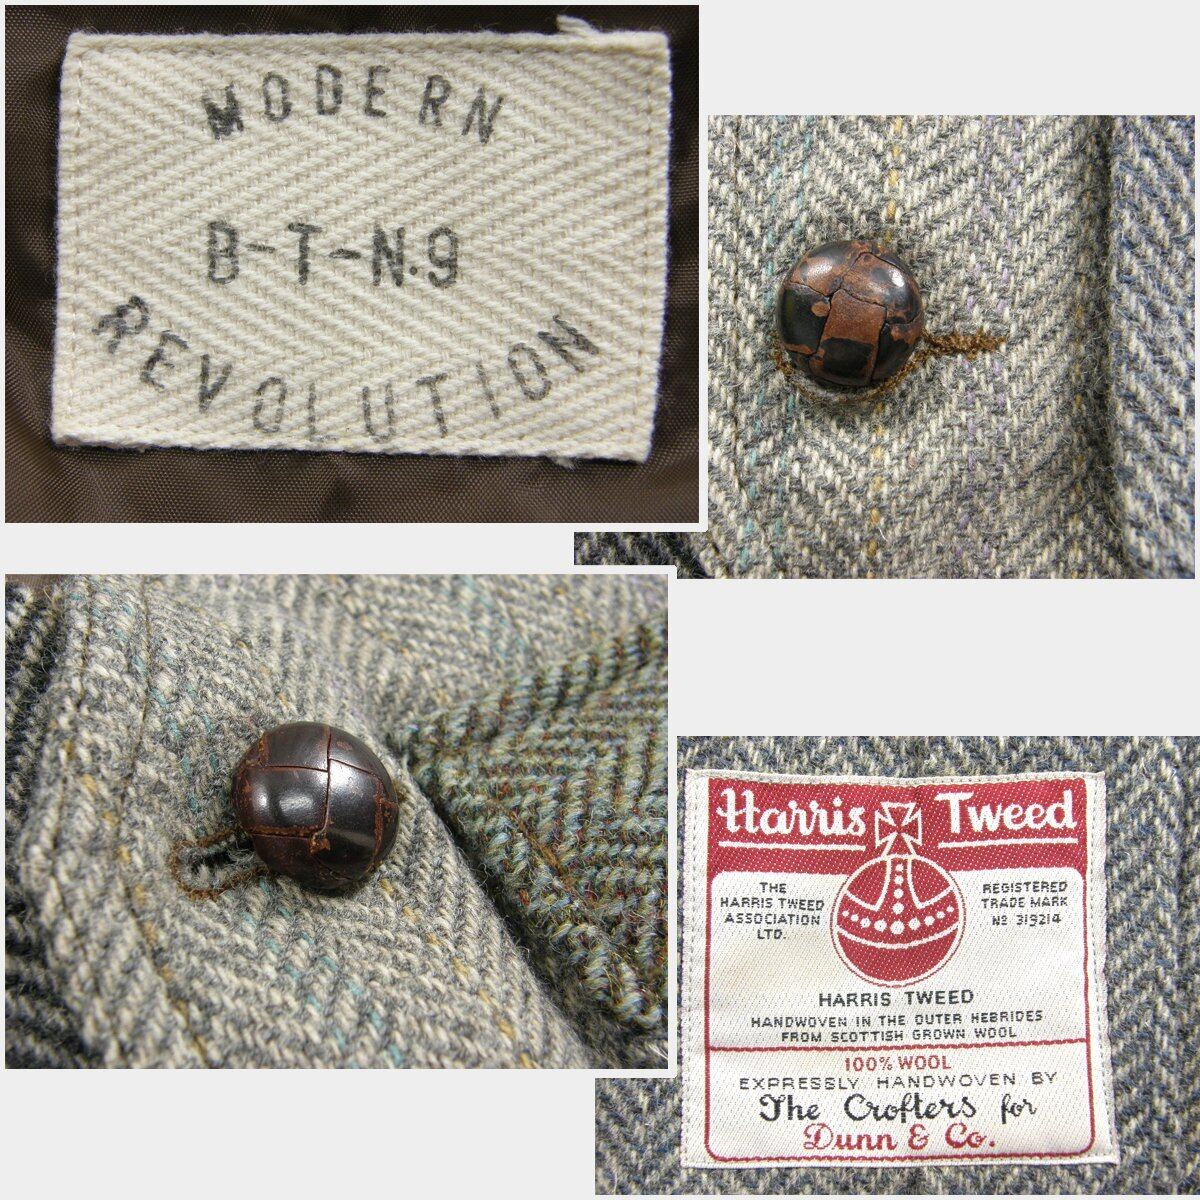 MODERN
B-T-N.9
REVOLUTION
Harris Tweed
THE
HARRIS TWEED
ASSOCIATION
LTD.
REGISTERED
TRADE MARK
No 319214
HARRIS TWEED
HANDWOVEN IN THE OUTER HEBRIDES
FROM SCOTTISH GROWN WOOL
100% WOOL
EXPRESSLY HANDWOVEN BY
The Crofters for
Dunn & Co.